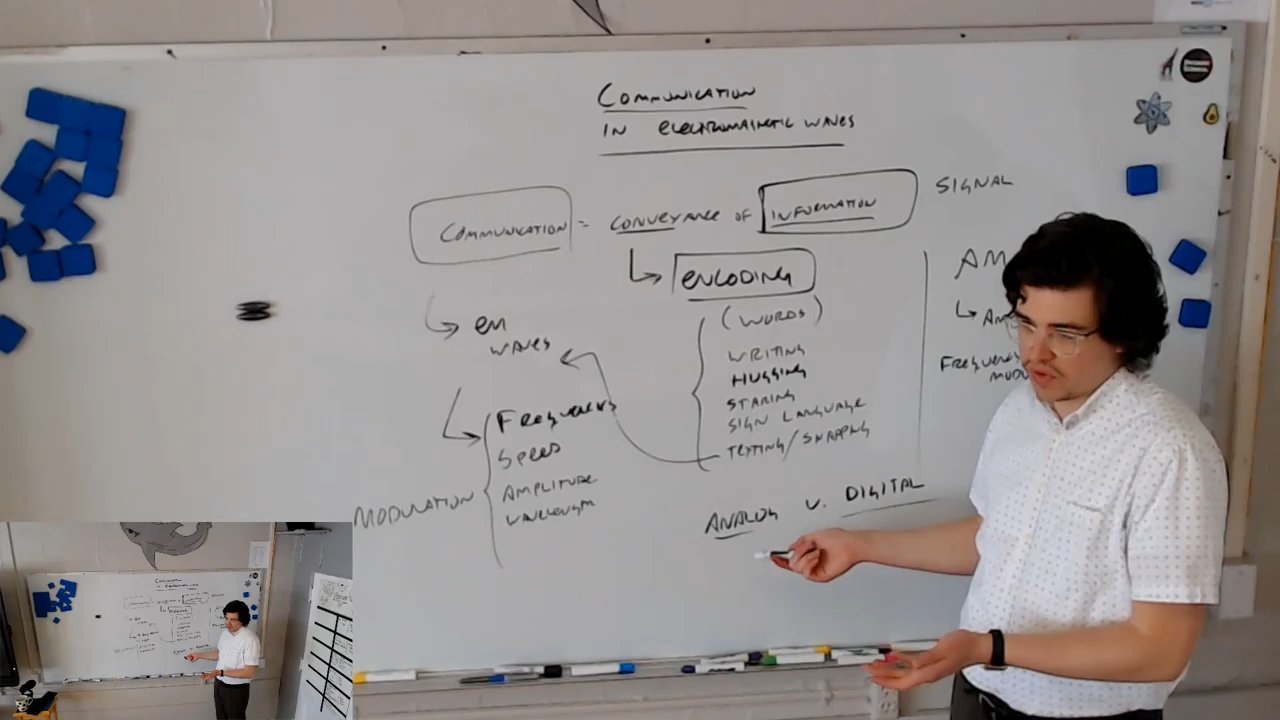 COMMUNICATION
IN ELECTROMAGNETIC WAVES
COMMUNICATION = CONVEYANCE OF INFORMATION
SIGNAL
ENCODING
(WORDS)
WRITING
HUGGING
STARING
SIGN LANGUAGE
TEXTING/SNAPPING
EM
WAVES
FREQUENCY
SPEED
AMPLITUDE
WAVELENGTH
MODULATION
AM
ANALOG V. DIGITAL